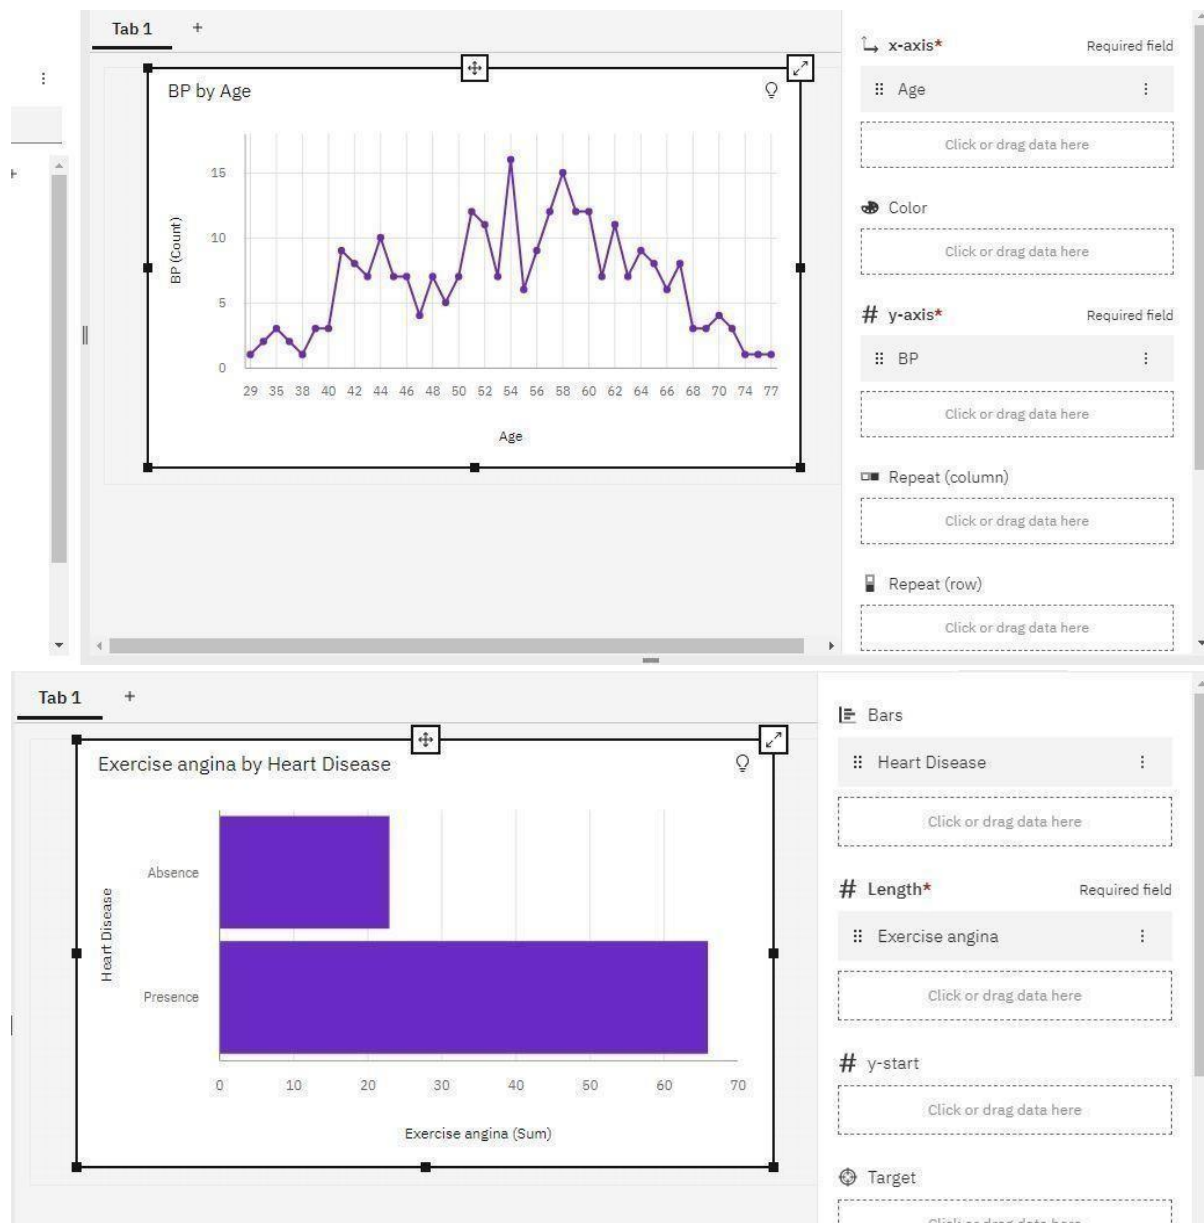 Tab 1 +
BP by Age
15
10
5
0
BP (Count)
29 35 38 40 42 44 46 48 50 52 54 56 58 60 62 64 66 68 70 74 77
Age
x-axis* Required field
Age
Click or drag data here
Color
Click or drag data here
# y-axis* Required field
BP
Click or drag data here
Repeat (column)
Click or drag data here
Repeat (row)
Click or drag data here
Tab 1 +
Exercise angina by Heart Disease
Heart Disease
Absence
Presence
0 10 20 30 40 50 60 70
Exercise angina (Sum)
Bars
Heart Disease
Click or drag data here
# Length* Required field
Exercise angina
Click or drag data here
# y-start
Click or drag data here
Target
Click or drag data here